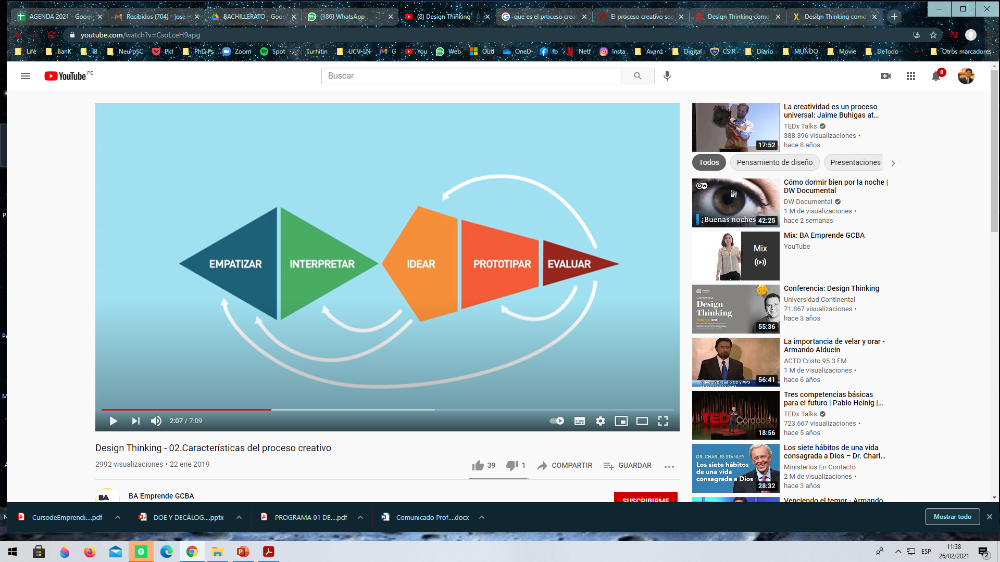 AGENDA 2021 - Goog
Recibidos (704) - jose.l
BACHILLERATO - Goog
(186) WhatsApp
(8) Design Thinking - 0
que es el proceso crea
El proceso creativo seg
Design Thinking como
Design Thinking como
youtube.com/watch?v=CsoLceH9apg
Life
BanK
IB
NeuroSC
Pkt
PhD.Ps
Zoom
Spot
Turhitin
UCV-LN
G
You
Web
Outl
OneD
fb
Netf
Insta
Avanz
Digital
CSIR
Diario
MUNDO
Movie
DeTodo
»
Otros marcadores
YouTube PE
Buscar
8
EMPATIZAR
INTERPRETAR
IDEAR
PROTOTIPAR
EVALUAR
2:07 / 7:09
Design Thinking - 02.Características del proceso creativo
2992 visualizaciones • 22 ene 2019
39
1
COMPARTIR
GUARDAR
BA
BA Emprende GCBA
SUSCRIBIRME
17:52
La creatividad es un proceso
universal: Jaime Buhigas at...
TEDx Talks
388.396 visualizaciones •
hace 8 años
Todos
Pensamiento de diseño
Presentaciones
DW
¿Buenas noches
42:25
Cómo dormir bien por la noche |
DW Documental
DW Documental
1 M de visualizaciones •
hace 2 semanas
Mix
Mix: BA Emprende GCBA
YouTube
Conferencia:
Design
Thinking
Rodrigo Isasi
55:36
Conferencia: Design Thinking
Universidad Continental
71.867 visualizaciones •
hace 3 años
Video DVD, audio CD y MP3
56:41
La importancia de velar y orar -
Armando Alducin
ACTD Cristo 95.3 FM
1 M de visualizaciones •
hace 6 años
TED
Córdoba
18:56
Tres competencias básicas
para el futuro | Pablo Heinig |...
TEDx Talks
723.667 visualizaciones •
hace 5 años
DR. CHARLES STANLEY
Los siete hábitos
de una vida
consagrada a Dios
28:32
Los siete hábitos de una vida
consagrada a Dios – Dr. Charl...
Ministerios En Contacto
2 M de visualizaciones •
hace 3 años
Venciendo el temor - Armando
CursodeEmprendi....pdf
DOE Y DECÁLOG....pptx
PROGRAMA 01 DE....pdf
Comunicado Prof....docx
Mostrar todo
ESP
11:38
26/02/2021
2